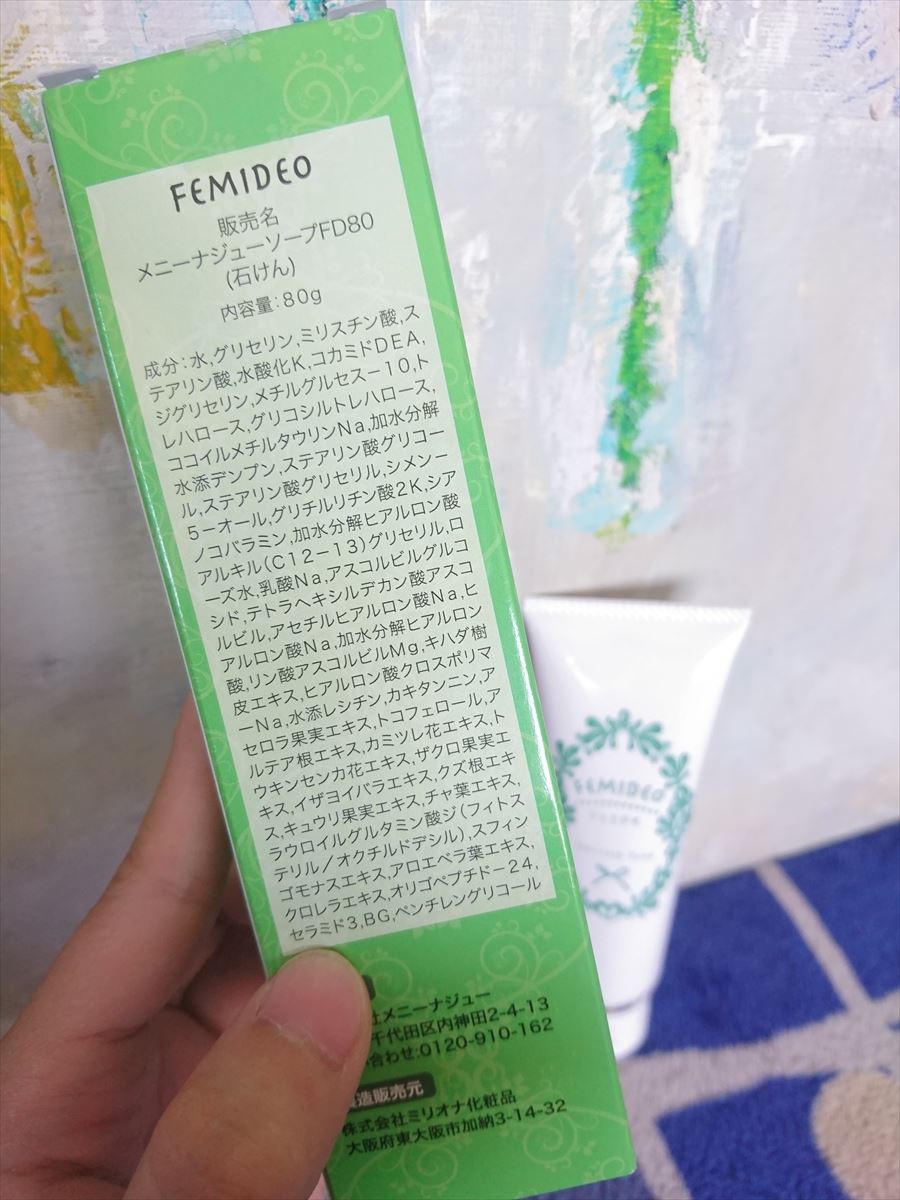 FEMIDEO
販売名
メニーナジューソープFD80
(石けん)
内容量:80g
成分:水,グリセリン,ミリスチン酸,ス
テアリン酸,水酸化K,コカミドDEA,
ジグリセリン,メチルグルセス−10,ト
レハロース,グリコシルトレハロース,
ココイルメチルタウリンNa,加水分解
水添デンプン,ステアリン酸グリコー
ル,ステアリン酸グリセリル,シメン−
5−オール,グリチルリチン酸2K,シア
ノコバラミン,加水分解ヒアルロン酸
アルキル(C12−13)グリセリル,ロ
ーズ水,乳酸Na,アスコルビルグルコ
シド,テトラヘキシルデカン酸アスコ
ルビル,アセチルヒアルロン酸Na,ヒ
アルロン酸Na,加水分解ヒアルロン
酸,リン酸アスコルビルMg,キハダ樹
皮エキス,ヒアルロン酸クロスポリマ
ーNa,水添レシチン,カキタンニン,ア
セロラ果実エキス,トコフェロール,ア
ルテア根エキス,カミツレ花エキス,ト
ウキンセンカ花エキス,ザクロ果実エ
キス,イザヨイバラエキス,クズ根エキ
ス,キュウリ果実エキス,チャ葉エキス,
ラウロイルグルタミン酸ジ(フィトス
テリル/オクチルドデシル),スフィン
ゴモナスエキス,アロエベラ葉エキス,
クロレラエキス,オリゴペプチド−24,
セラミド3,BG,ペンチレングリコール
社メニーナジュー
千代田区内神田2-4-13
い合わせ:0120-910-162
製造販売元
株式会社ミリオナ化粧品
大阪府東大阪市加納3-14-32
FEMIDEO